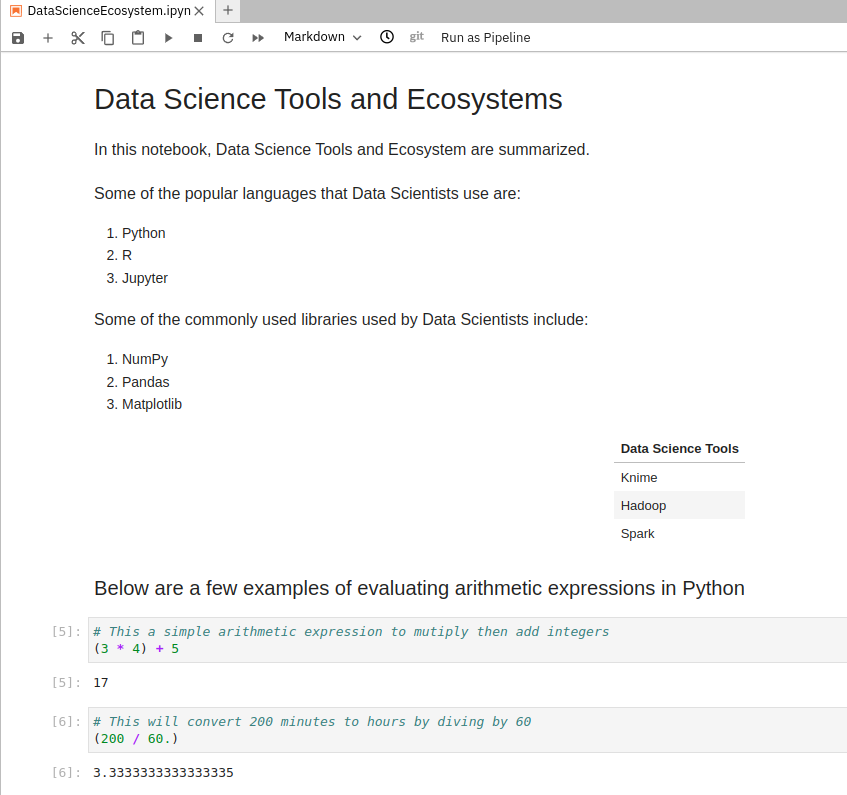 DataScienceEcosystem.ipyn
Markdown
git
Run as Pipeline
Data Science Tools and Ecosystems
In this notebook, Data Science Tools and Ecosystem are summarized.
Some of the popular languages that Data Scientists use are:
1. Python
2. R
3. Jupyter
Some of the commonly used libraries used by Data Scientists include:
1. NumPy
2. Pandas
3. Matplotlib
Data Science Tools
Knime
Hadoop
Spark
Below are a few examples of evaluating arithmetic expressions in Python
[5]: # This a simple arithmetic expression to mutiply then add integers
(3 * 4) + 5
[5]: 17
[6]: # This will convert 200 minutes to hours by diving by 60
(200 / 60.)
[6]: 3.3333333333333335